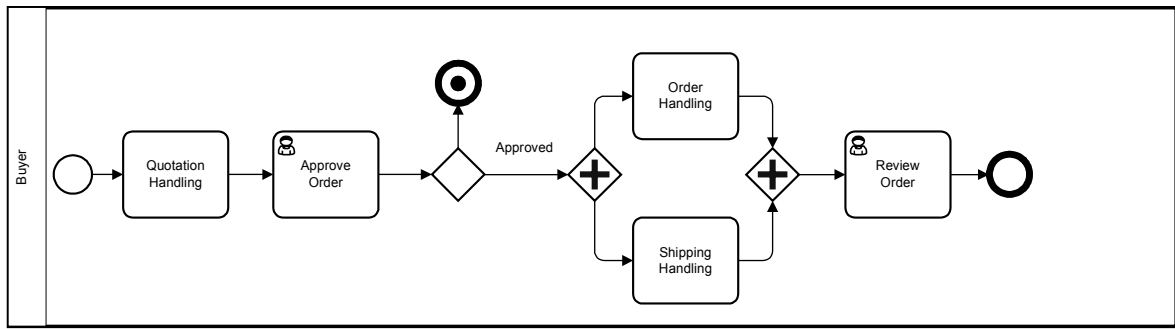 Buyer
Quotation
Handling
Approve
Order
Approved
Order
Handling
Shipping
Handling
Review
Order